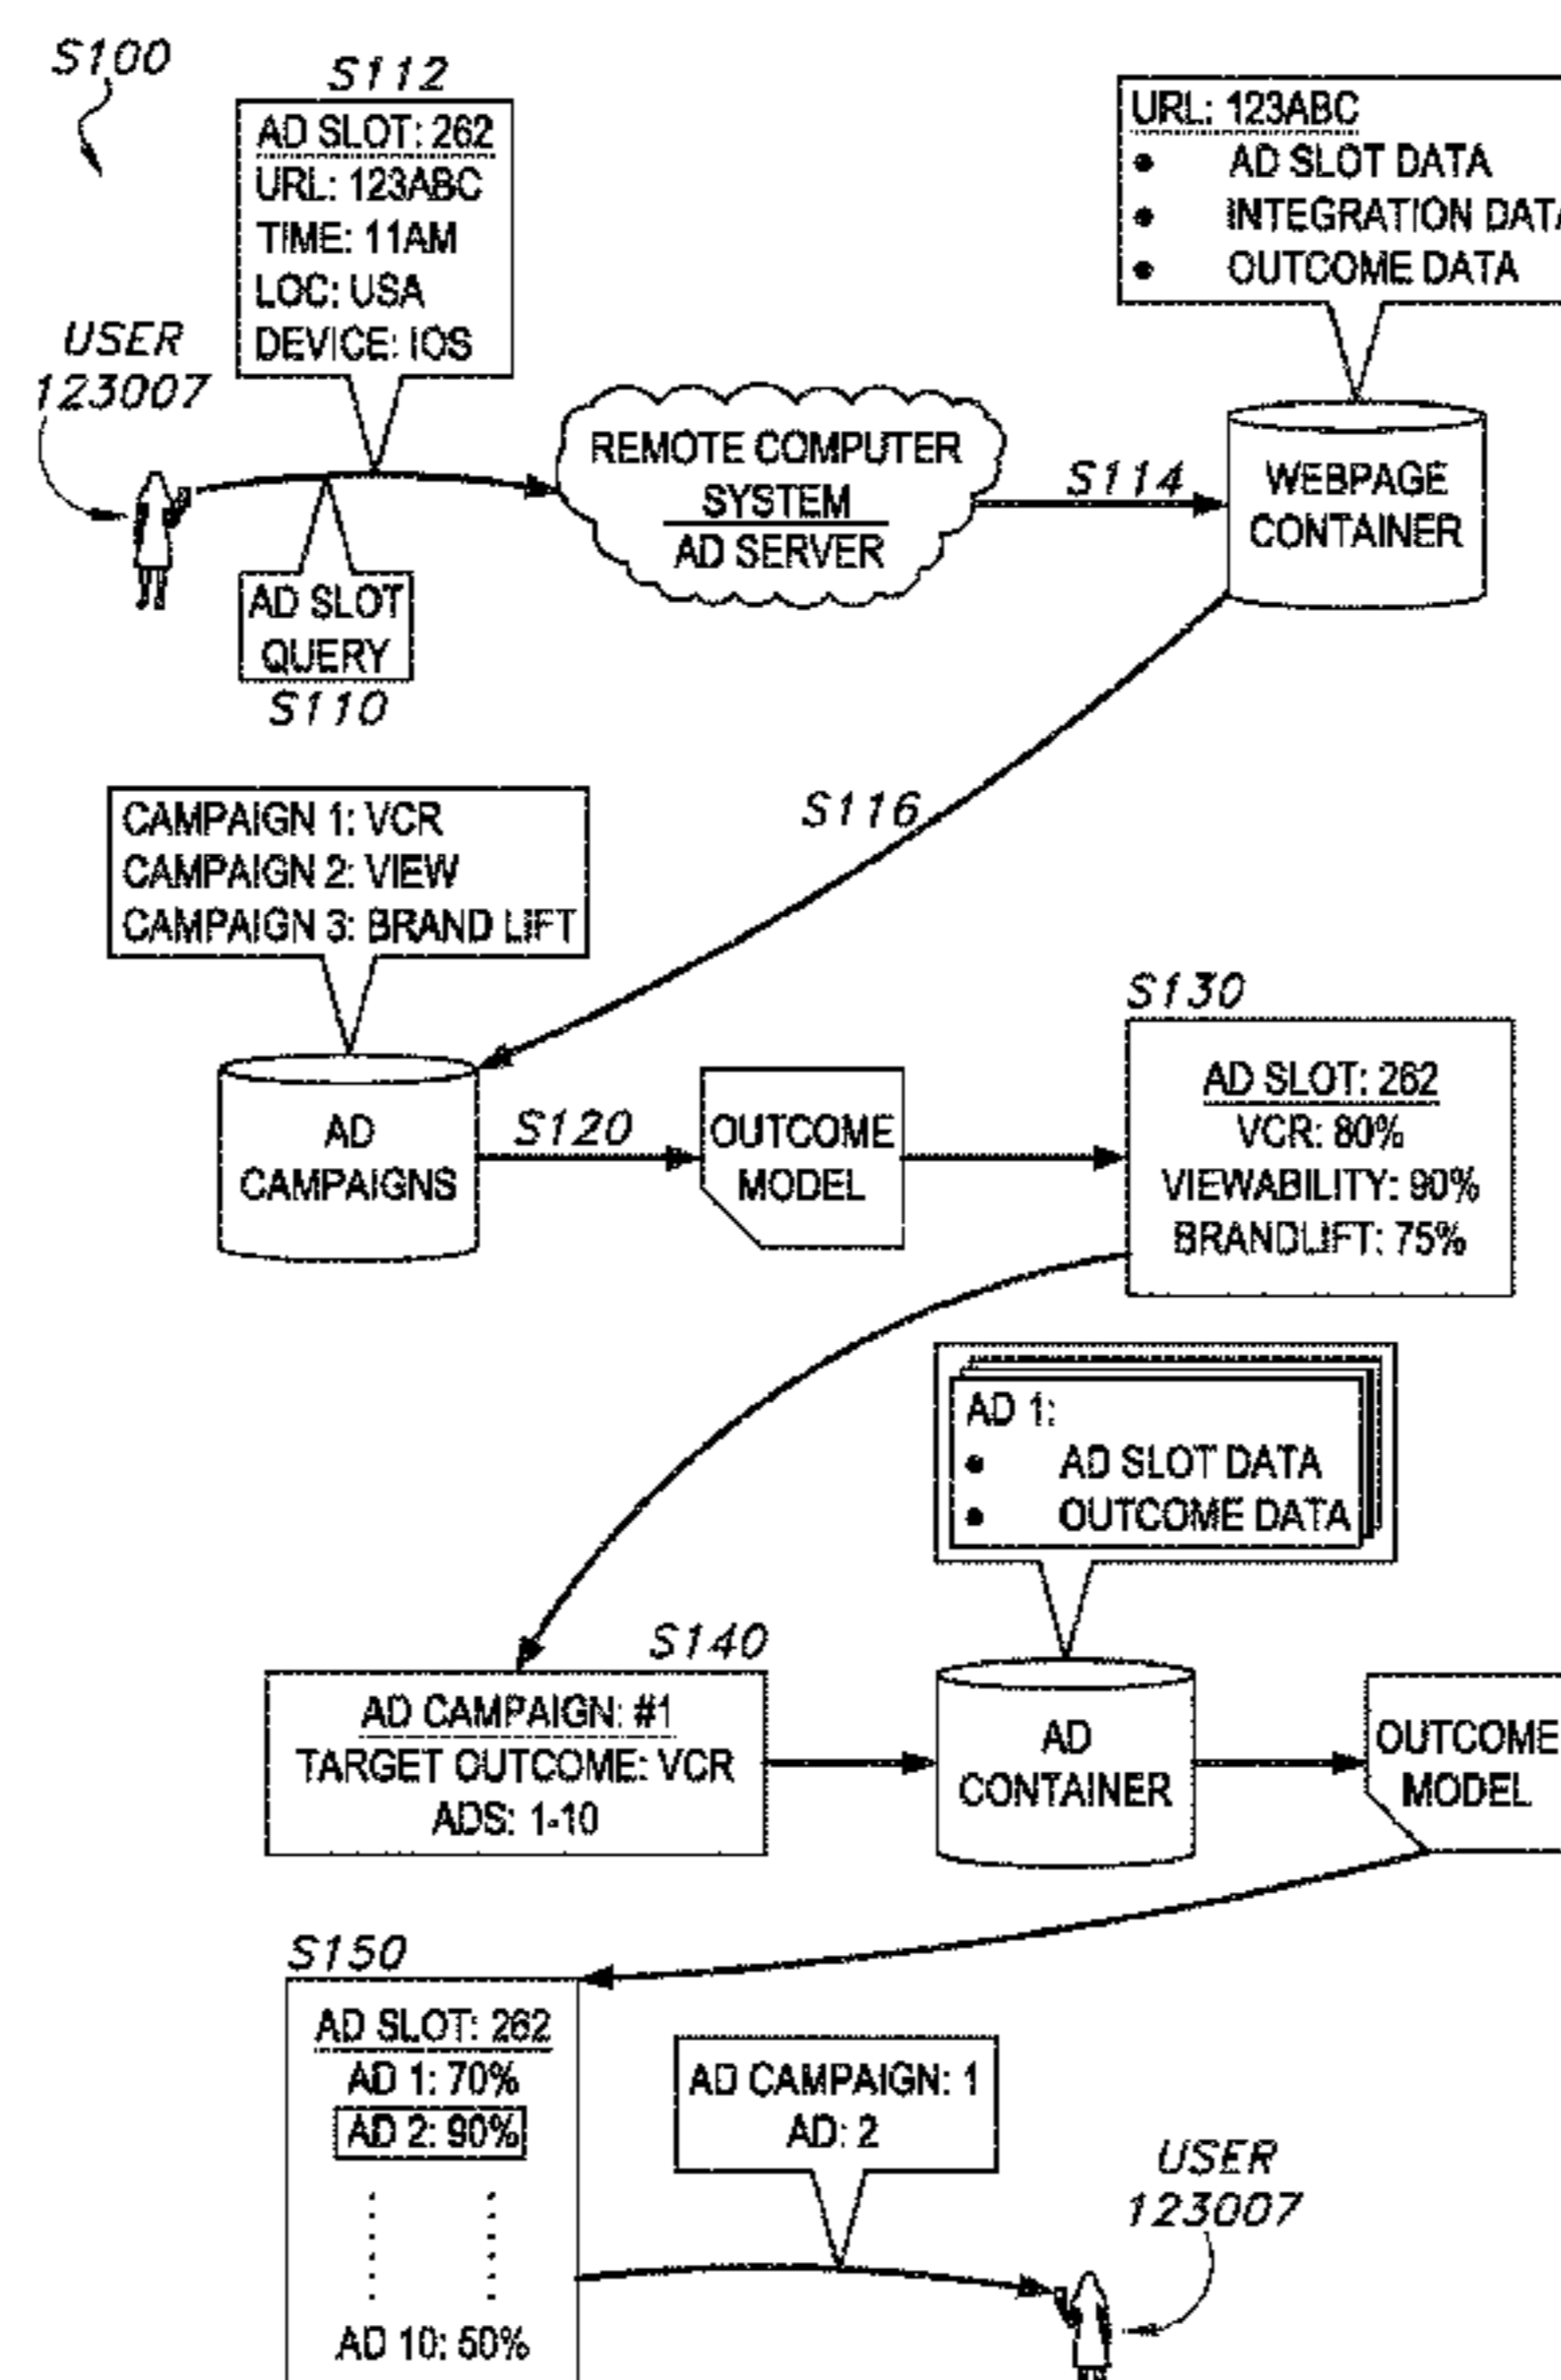 S100
S112
AD SLOT: 262
URL: 123ABC
TIME: 11AM
LOC: USA
DEVICE: IOS
URL: 123ABC
• AD SLOT DATA
• INTEGRATION DATA
• OUTCOME DATA
USER
123007
REMOTE COMPUTER
SYSTEM
AD SERVER
S114
WEBPAGE
CONTAINER
AD SLOT
QUERY
S110
S116
CAMPAIGN 1: VCR
CAMPAIGN 2: VIEW
CAMPAIGN 3: BRAND LIFT
AD
CAMPAIGNS
S120
OUTCOME
MODEL
S130
AD SLOT: 262
VCR: 80%
VIEWABILITY: 90%
BRANDLIFT: 75%
AD 1:
• AD SLOT DATA
• OUTCOME DATA
S140
AD CAMPAIGN: #1
TARGET OUTCOME: VCR
ADS: 1-10
AD
CONTAINER
OUTCOME
MODEL
S150
AD SLOT: 262
AD 1: 70%
AD 2: 90%
AD 10: 50%
AD CAMPAIGN: 1
AD: 2
USER
123007